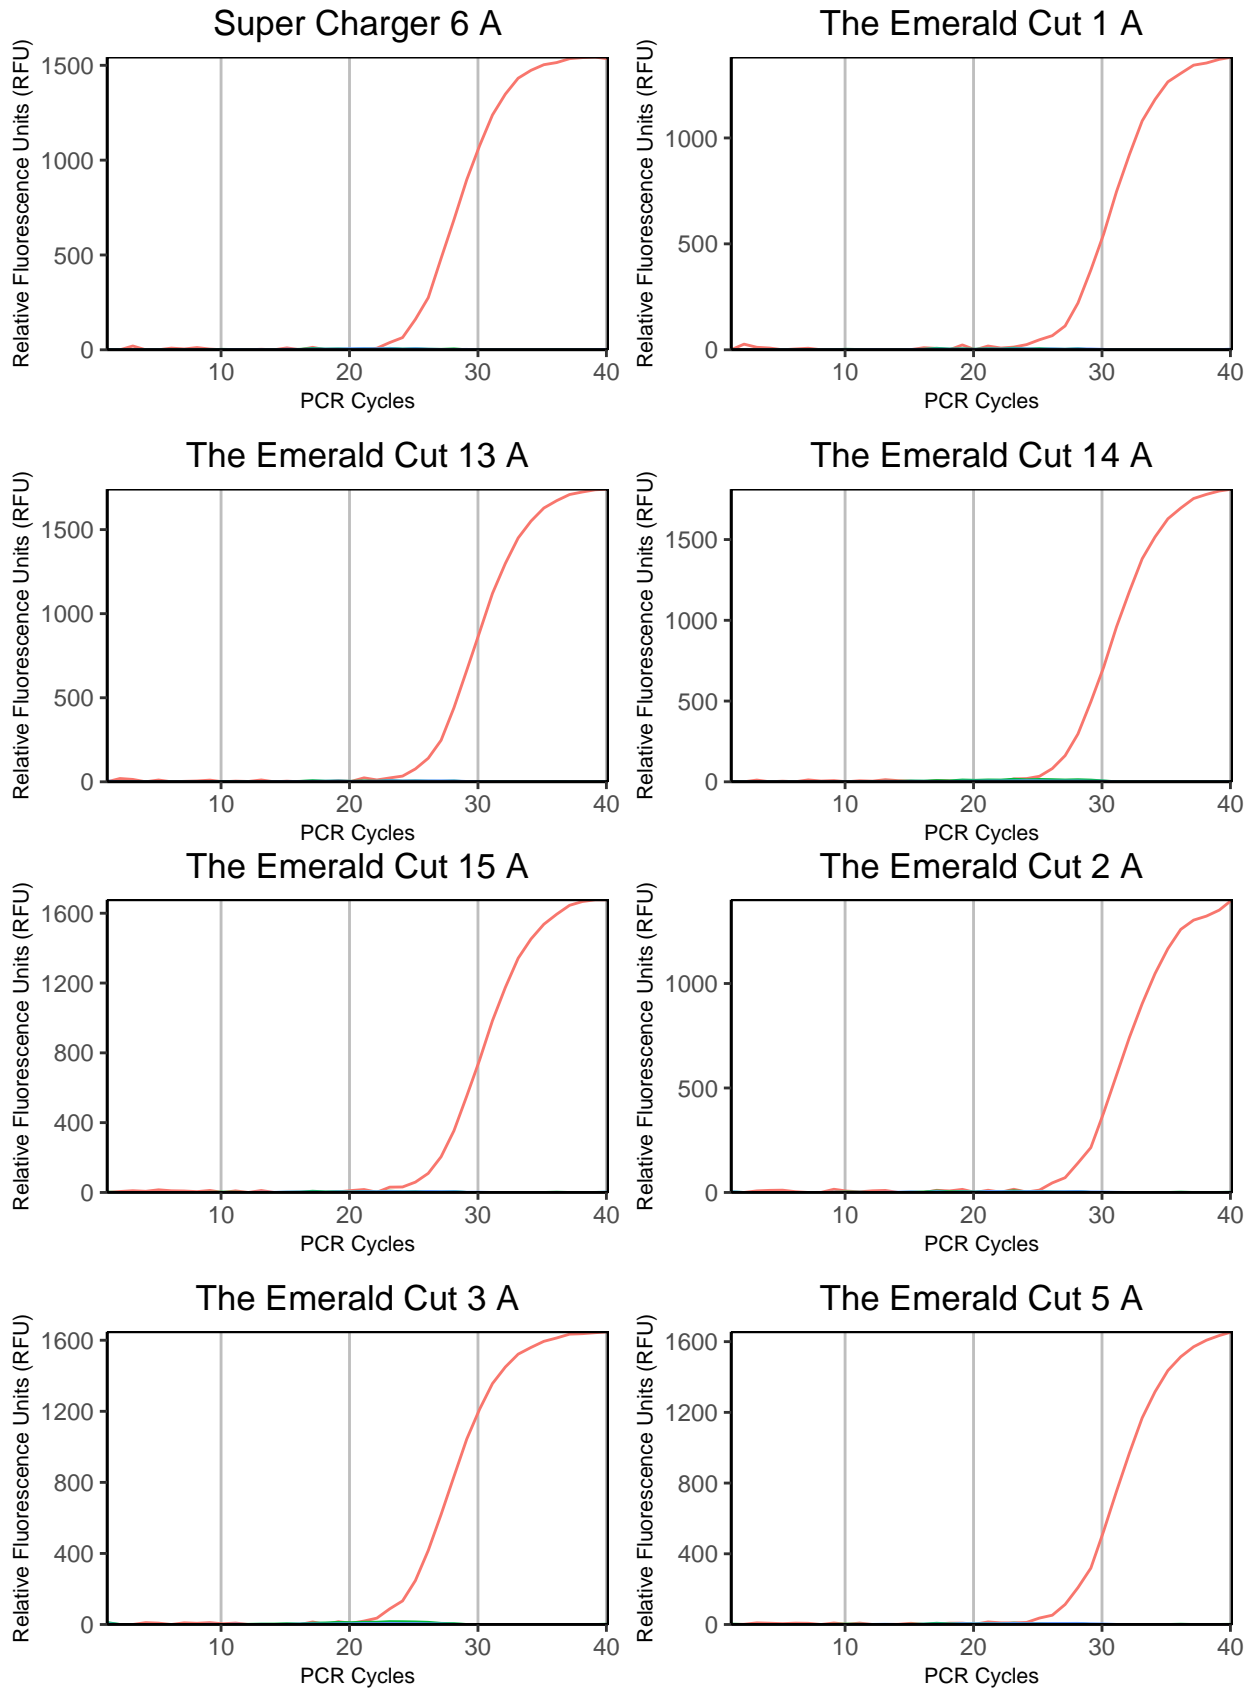 Super Charger 6 A
Relative Fluorescence Units (RFU)
1500
1000
500
0
10 20 30 40
PCR Cycles
The Emerald Cut 1 A
Relative Fluorescence Units (RFU)
1000
500
0
10 20 30 40
PCR Cycles
The Emerald Cut 13 A
Relative Fluorescence Units (RFU)
1500
1000
500
0
10 20 30 40
PCR Cycles
The Emerald Cut 14 A
Relative Fluorescence Units (RFU)
1500
1000
500
0
10 20 30 40
PCR Cycles
The Emerald Cut 15 A
Relative Fluorescence Units (RFU)
1600
1200
800
400
0
10 20 30 40
PCR Cycles
The Emerald Cut 2 A
Relative Fluorescence Units (RFU)
1000
500
0
10 20 30 40
PCR Cycles
The Emerald Cut 3 A
Relative Fluorescence Units (RFU)
1600
1200
800
400
0
10 20 30 40
PCR Cycles
The Emerald Cut 5 A
Relative Fluorescence Units (RFU)
1600
1200
800
400
0
10 20 30 40
PCR Cycles